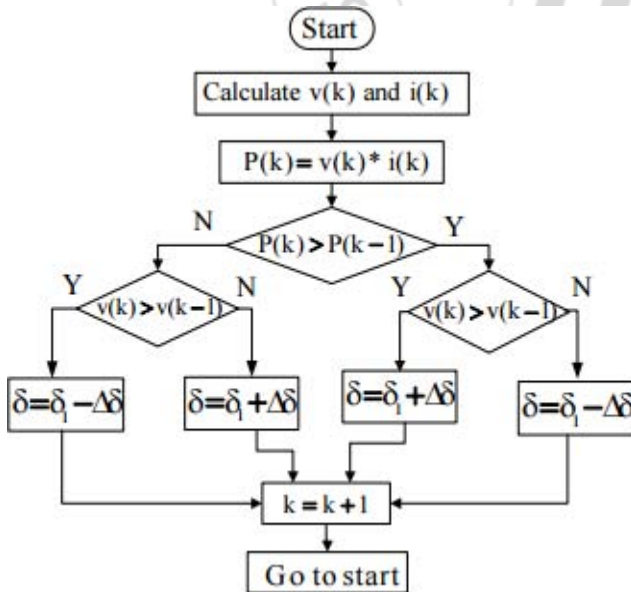 Start
Calculate v(k) and i(k)
P(k)= v(k)* i(k)
N
P(k)>P(k−1)
Y
Y
v(k)>v(k−1)
N
Y
v(k)>v(k−1)
N
δ=δ₁−Δδ
δ=δ₁+Δδ
δ=δ₁+Δδ
δ=δ₁−Δδ
k=k+1
Go to start